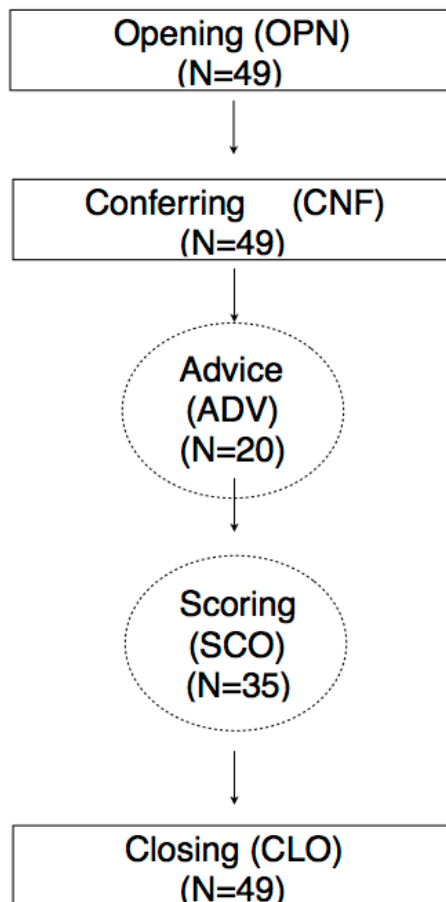 Opening (OPN)
(N=49)
Conferring (CNF)
(N=49)
Advice
(ADV)
(N=20)
Scoring
(SCO)
(N=35)
Closing (CLO)
(N=49)